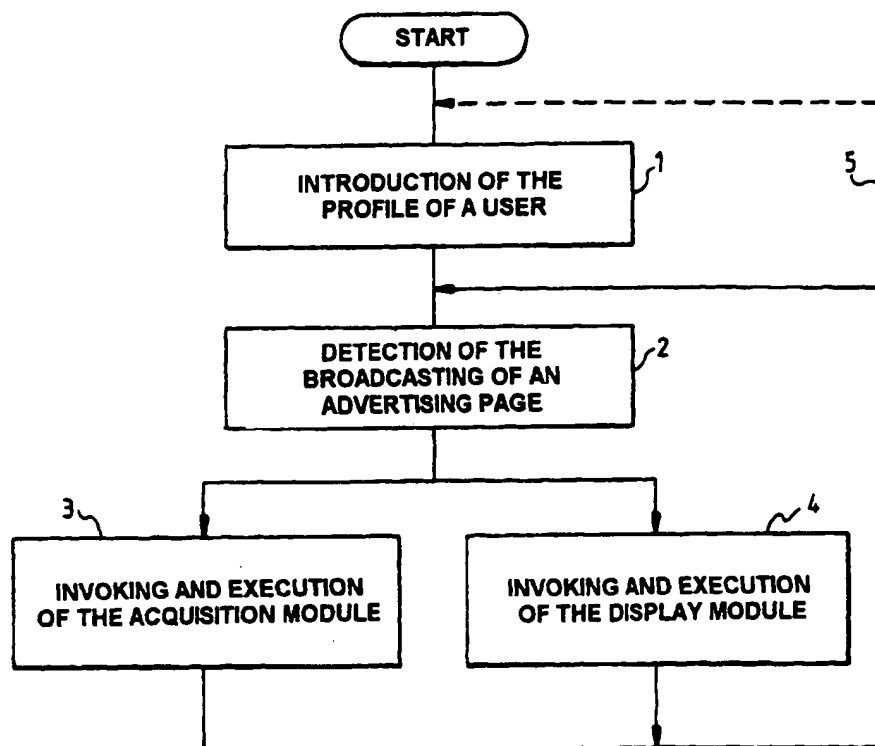 START
INTRODUCTION OF THE
PROFILE OF A USER
1
5
DETECTION OF THE
BROADCASTING OF AN
ADVERTISING PAGE
2
3
INVOKING AND EXECUTION
OF THE ACQUISITION MODULE
4
INVOKING AND EXECUTION
OF THE DISPLAY MODULE